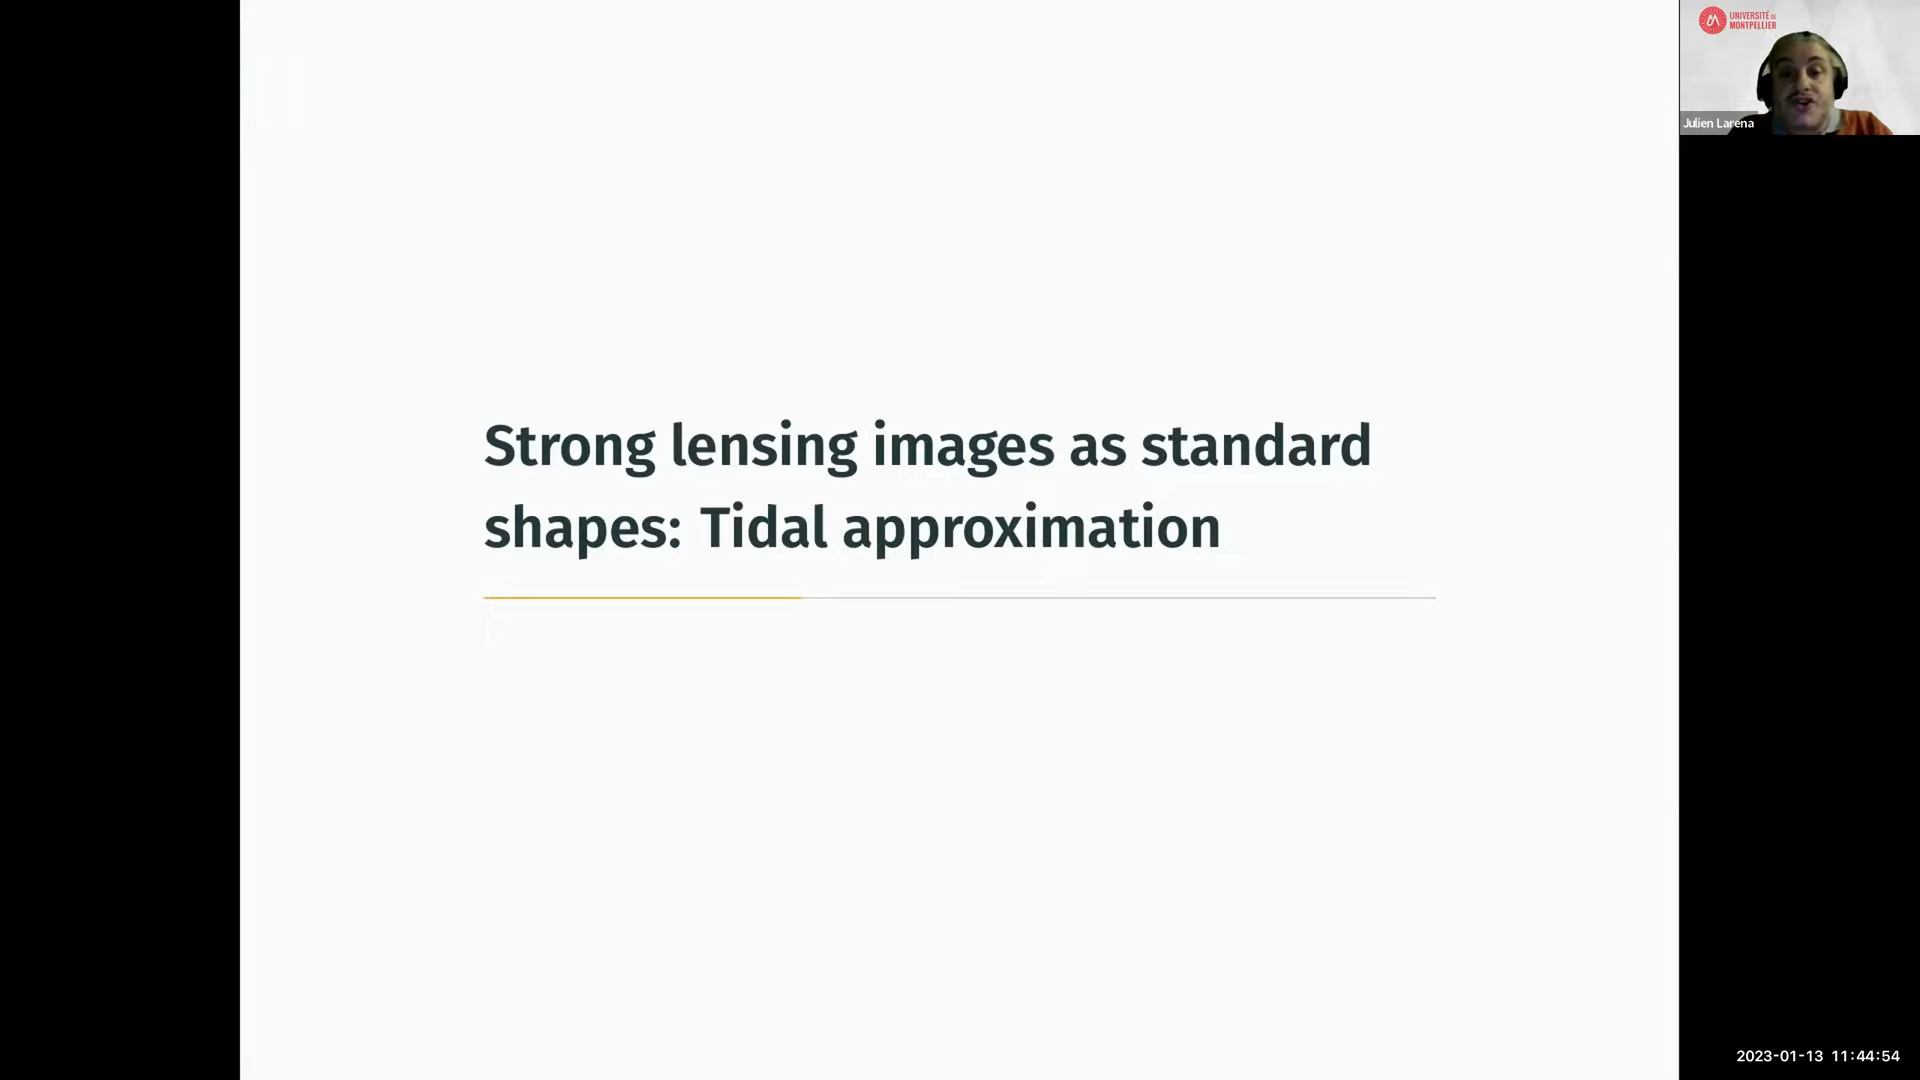 UNIVERSITÉ DE
MONTPELLIER
Julien Larena
Strong lensing images as standard
shapes: Tidal approximation
2023-01-13 11:44:54